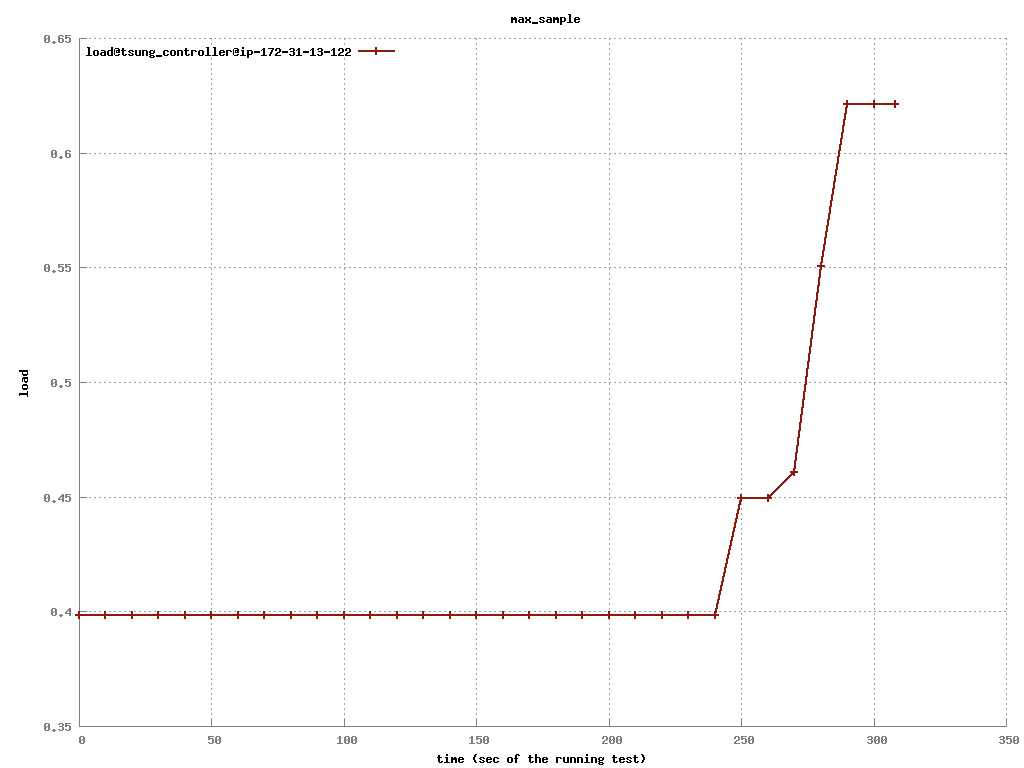 max_sample
load@tsung_controller@ip-172-31-13-122
0.65
0.6
0.55
0.5
0.45
0.4
0.35
load
0 50 100 150 200 250 300 350
time (sec of the running test)